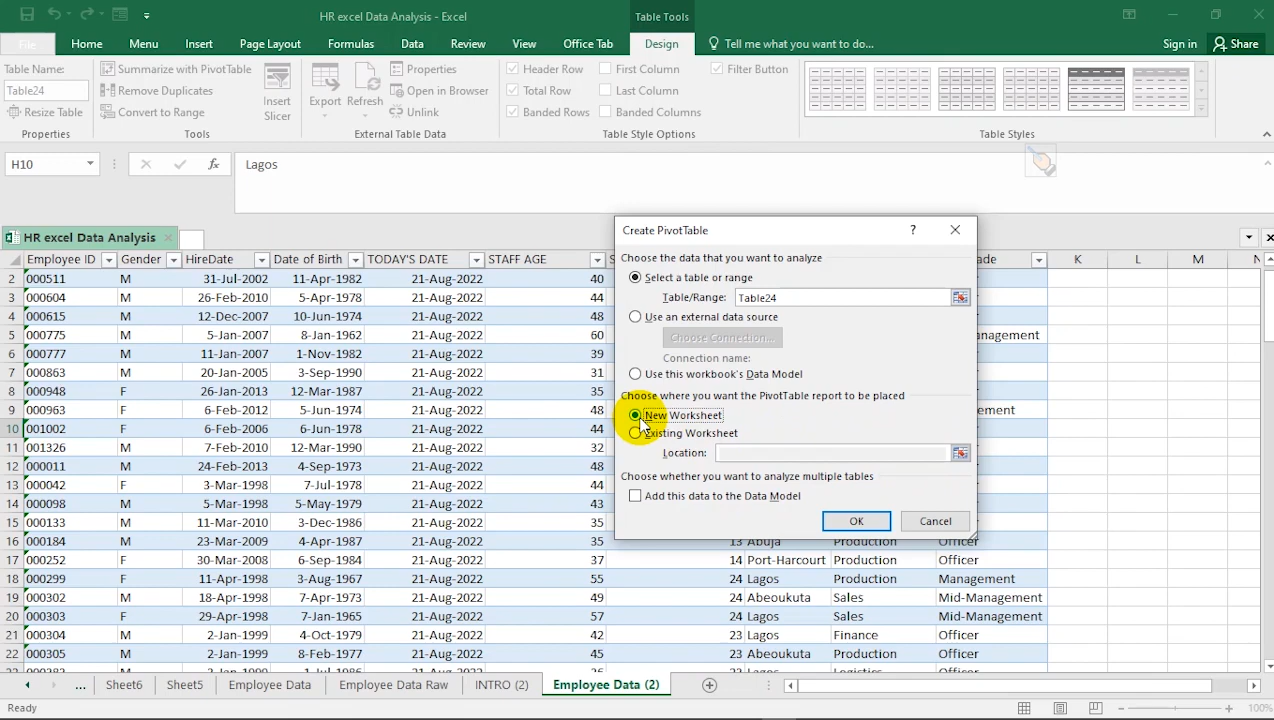 HR excel Data Analysis - Excel
Table Tools
File Home Menu Insert Page Layout Formulas Data Review View Office Tab Design Tell me what you want to do... Sign in Share
Table Name:
Table24
Resize Table
Properties
Summarize with PivotTable
Remove Duplicates
Convert to Range
Insert Slicer
Tools
Export Refresh
Properties
Open in Browser
Unlink
External Table Data
Header Row First Column Filter Button
Total Row Last Column
Banded Rows Banded Columns
Table Style Options
Table Styles
H10 fx Lagos
HR excel Data Analysis
Employee ID Gender HireDate Date of Birth TODAY'S DATE STAFF AGE S ade K L M N
2 000511 M 31-Jul-2002 11-Apr-1982 21-Aug-2022 40
3 000604 M 26-Feb-2010 5-Apr-1978 21-Aug-2022 44
4 000615 M 12-Dec-2007 10-Jun-1974 21-Aug-2022 48
5 000775 M 5-Jan-2007 8-Jan-1962 21-Aug-2022 60 anagement
6 000777 M 11-Jan-2007 1-Nov-1982 21-Aug-2022 39
7 000863 M 20-Jan-2005 3-Sep-1990 21-Aug-2022 31
8 000948 F 26-Jan-2013 12-Mar-1987 21-Aug-2022 35
9 000963 F 6-Feb-2012 5-Jun-1974 21-Aug-2022 48 ement
10 001002 F 6-Feb-2006 6-Jun-1978 21-Aug-2022 44
11 001326 M 7-Feb-2010 12-Mar-1990 21-Aug-2022 32
12 000011 M 24-Feb-2013 4-Sep-1973 21-Aug-2022 48
13 000042 F 3-Mar-1998 7-Jul-1978 21-Aug-2022 44
14 000098 M 5-Mar-1998 5-May-1979 21-Aug-2022 43
15 000133 M 11-Mar-2010 3-Dec-1986 21-Aug-2022 35
16 000184 M 23-Mar-2009 4-Apr-1987 21-Aug-2022 35 13 Abuja Production Officer
17 000252 F 30-Mar-2008 6-Sep-1984 21-Aug-2022 37 14 Port-Harcourt Production Officer
18 000299 F 11-Apr-1998 3-Aug-1967 21-Aug-2022 55 24 Lagos Production Management
19 000302 M 18-Apr-1998 7-Apr-1973 21-Aug-2022 49 24 Abeoukuta Sales Mid-Management
20 000303 F 29-Apr-1998 7-Jan-1965 21-Aug-2022 57 24 Lagos Sales Mid-Management
21 000304 M 2-Jan-1999 4-Oct-1979 21-Aug-2022 42 23 Lagos Finance Officer
22 000305 M 2-Jan-1999 8-Feb-1977 21-Aug-2022 45 23 Abeoukuta Production Officer
Create PivotTable ?
Choose the data that you want to analyze
Select a table or range
Table/Range: Table24
Use an external data source
Choose Connection...
Connection name:
Use this workbook's Data Model
Choose where you want the PivotTable report to be placed
New Worksheet
Existing Worksheet
Location:
Choose whether you want to analyze multiple tables
Add this data to the Data Model
OK Cancel
... Sheet6 Sheet5 Employee Data Employee Data Raw INTRO (2) Employee Data (2)
Ready 100%